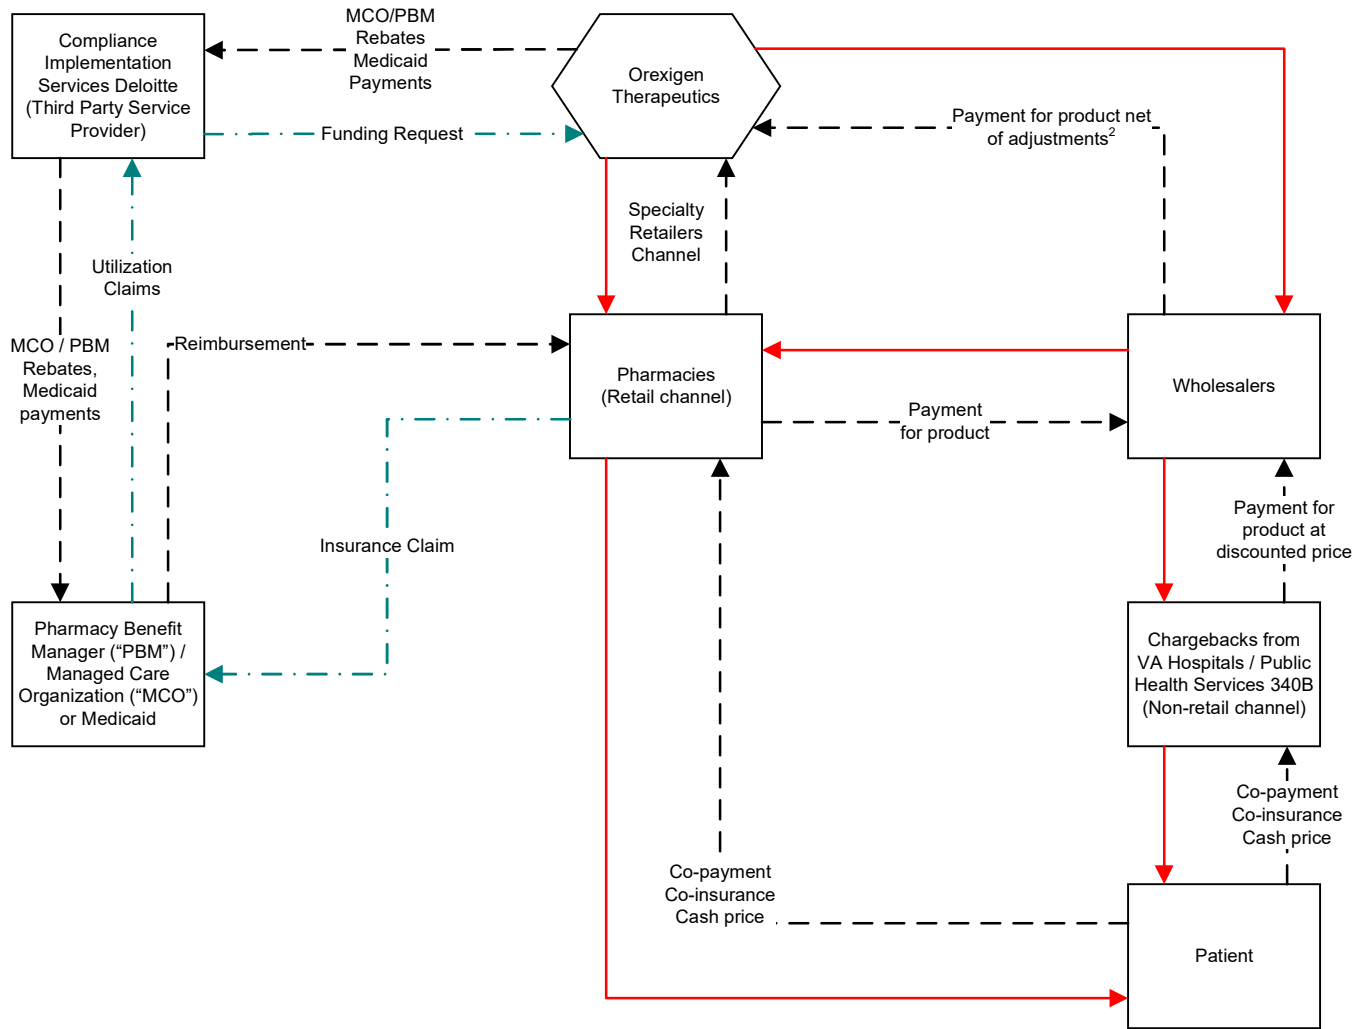 Compliance
Implementation
Services Deloitte
(Third Party Service
Provider)
MCO/PBM
Rebates
Medicaid
Payments
Orexigen
Therapeutics
Funding Request
Payment for product net
of adjustments2
Specialty
Retailers
Channel
Utilization
Claims
MCO / PBM
Rebates,
Medicaid
payments
Reimbursement
Pharmacies
(Retail channel)
Wholesalers
Payment
for product
Insurance Claim
Payment for
product at
discounted price
Pharmacy Benefit
Manager (“PBM”) /
Managed Care
Organization (“MCO”)
or Medicaid
Chargebacks from
VA Hospitals / Public
Health Services 340B
(Non-retail channel)
Co-payment
Co-insurance
Cash price
Co-payment
Co-insurance
Cash price
Patient